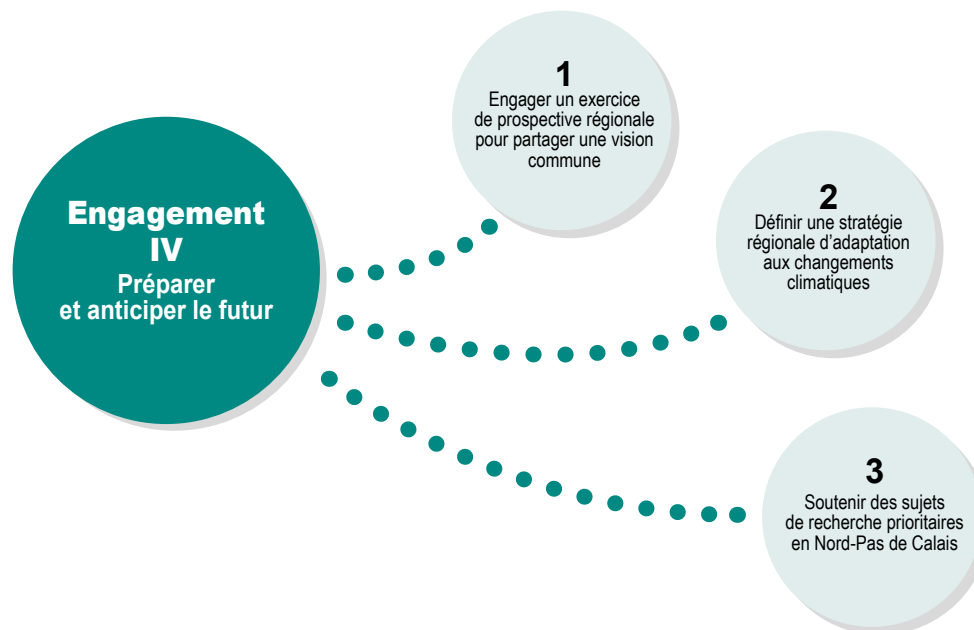 Engagement
IV
Préparer
et anticiper le futur
1
Engager un exercice
de prospective régionale
pour partager une vision
commune
2
Définir une stratégie
régionale d’adaptation
aux changements
climatiques
3
Soutenir des sujets
de recherche prioritaires
en Nord-Pas de Calais